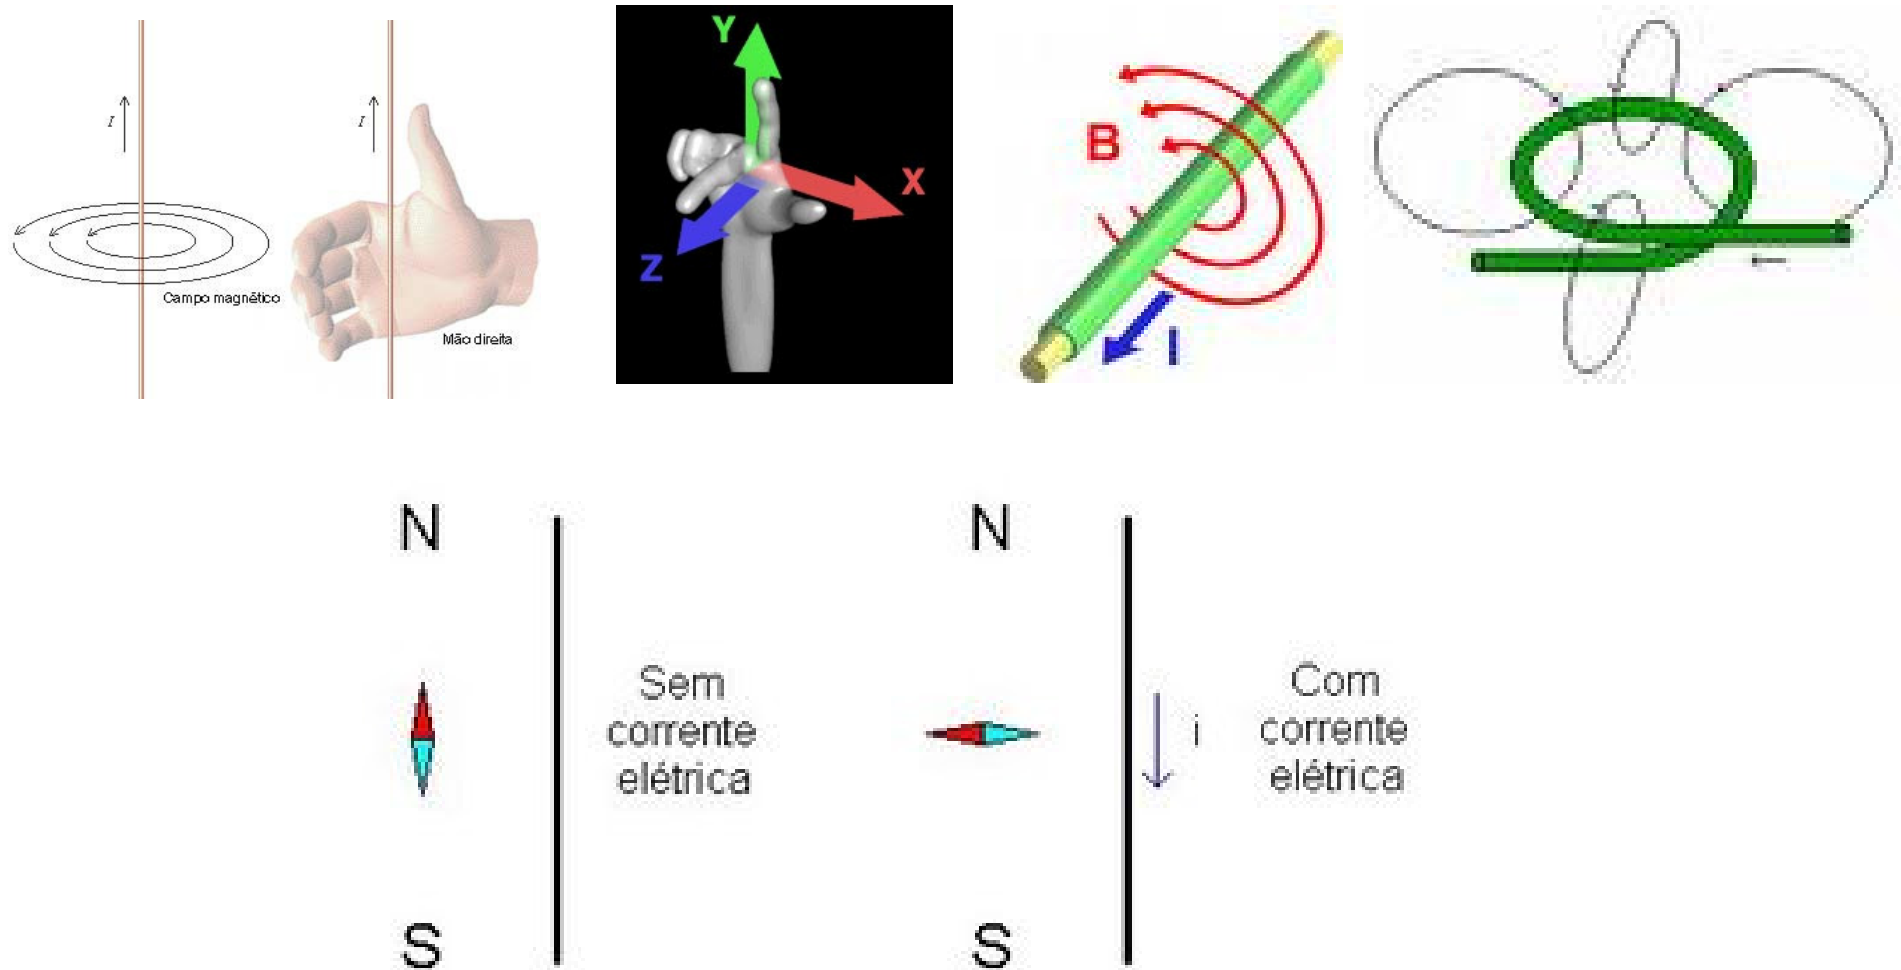 I
Campo magnético
I
Mão direita
Y
X
Z
B
I
N
S
Sem
corrente
elétrica
N
S
i
Com
corrente
elétrica